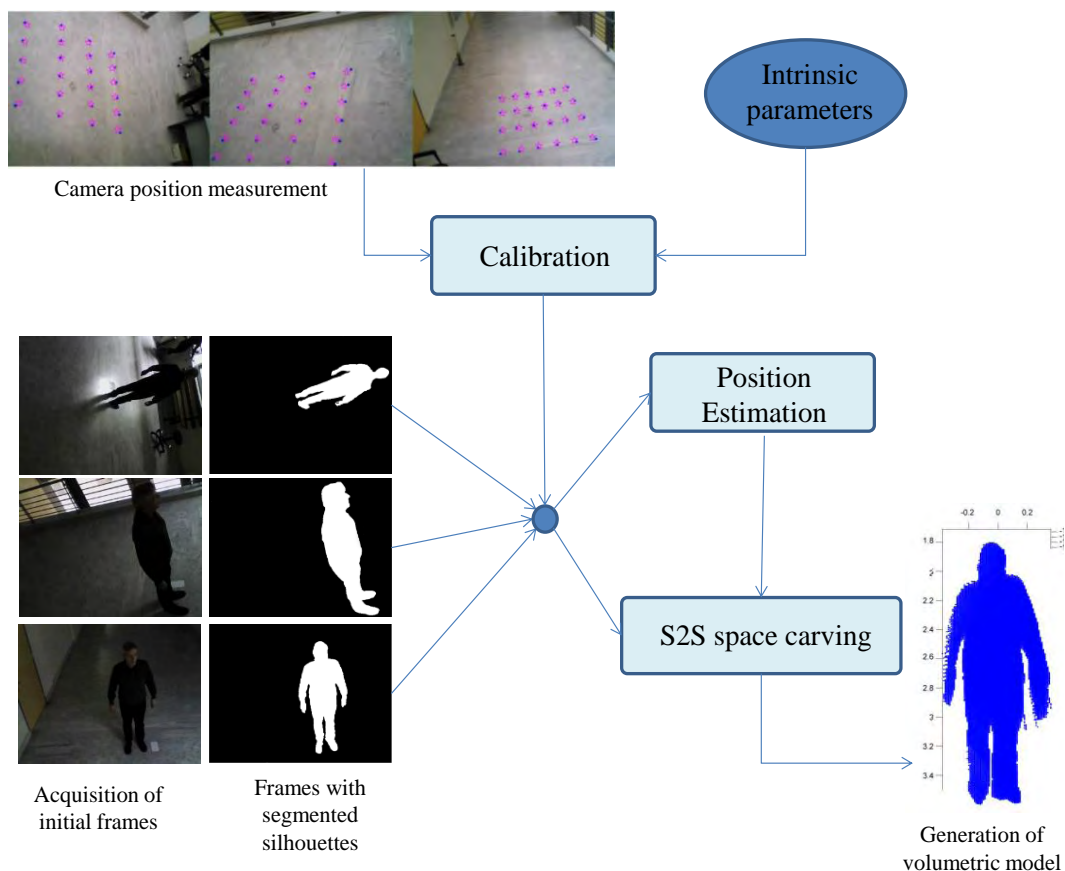 Intrinsic
parameters
Camera position measurement
Calibration
Position
Estimation
S2S space carving
-0.2 0 0.2
1.8
2
2.2
2.4
2.6
2.8
3
3.2
3.4
Acquisition of
initial frames
Frames with
segmented
silhouettes
Generation of
volumetric model